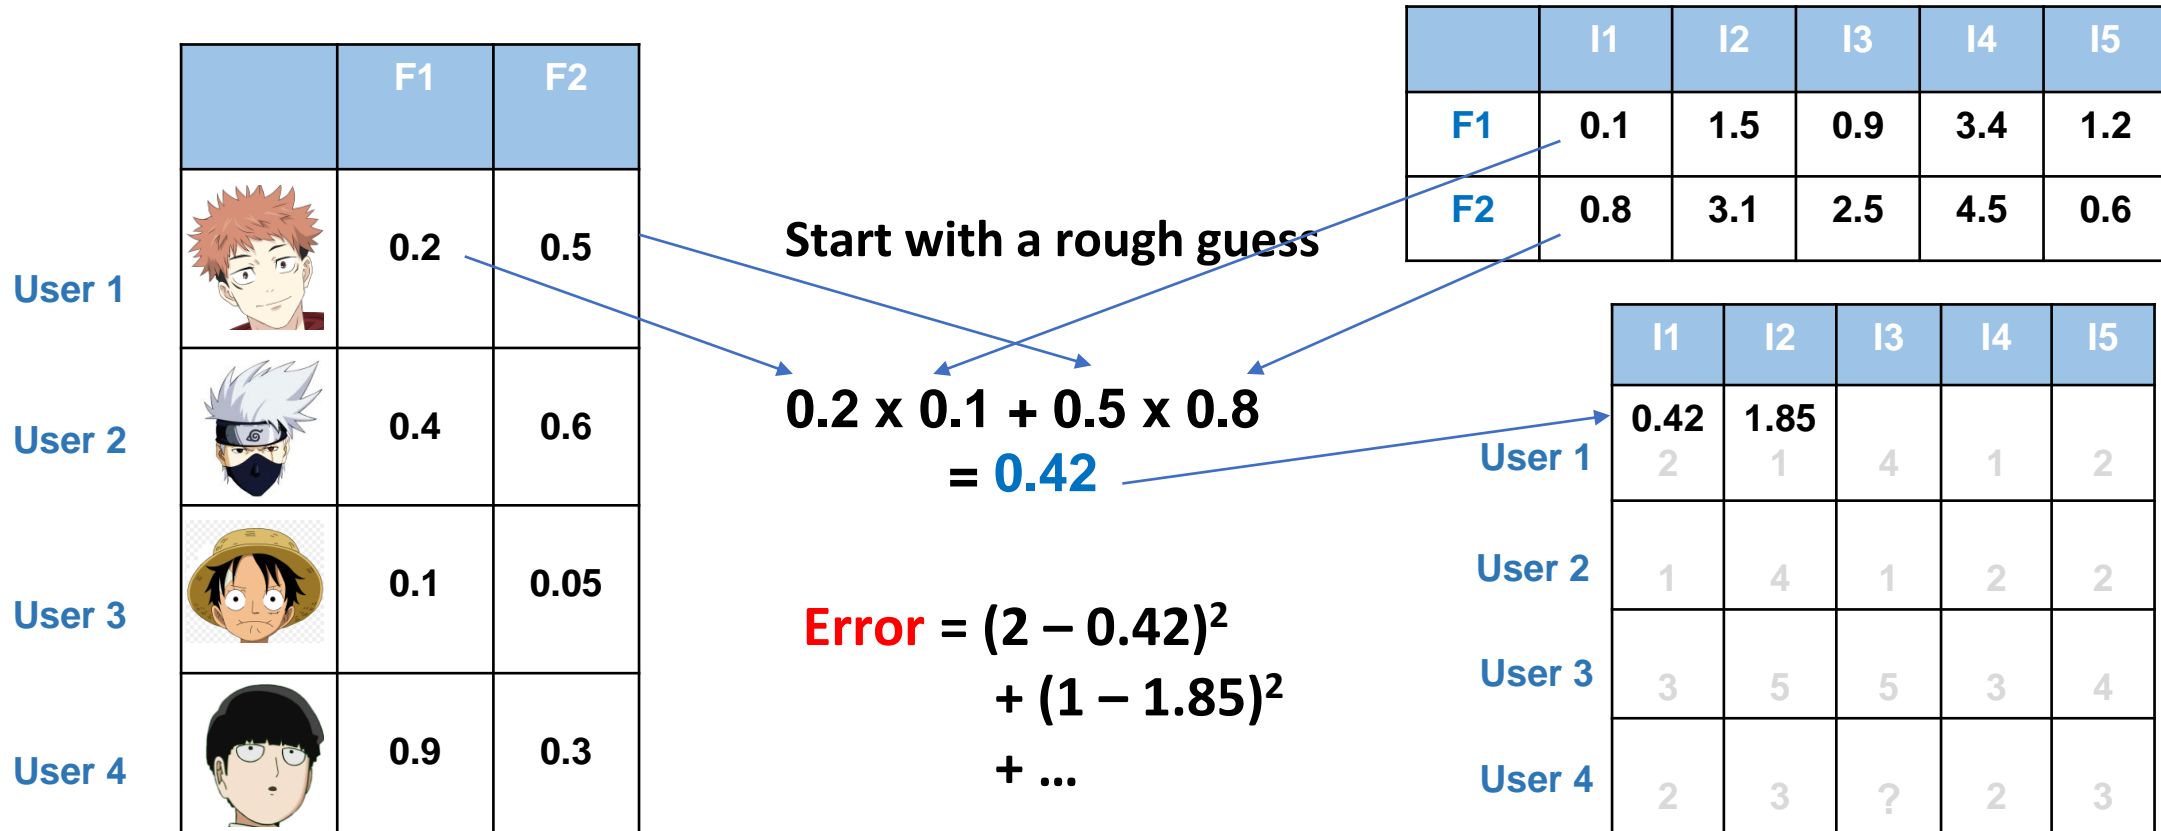 F1 F2
User 1 0.2 0.5
User 2 0.4 0.6
User 3 0.1 0.05
User 4 0.9 0.3
Start with a rough guess
0.2 x 0.1 + 0.5 x 0.8
= 0.42
Error = (2 – 0.42)²
+ (1 – 1.85)²
+ ...
I1 I2 I3 I4 I5
F1 0.1 1.5 0.9 3.4 1.2
F2 0.8 3.1 2.5 4.5 0.6
I1 I2 I3 I4 I5
0.42 1.85
User 1 2 1 4 1 2
User 2 1 4 1 2 2
User 3 3 5 5 3 4
User 4 2 3 ? 2 3